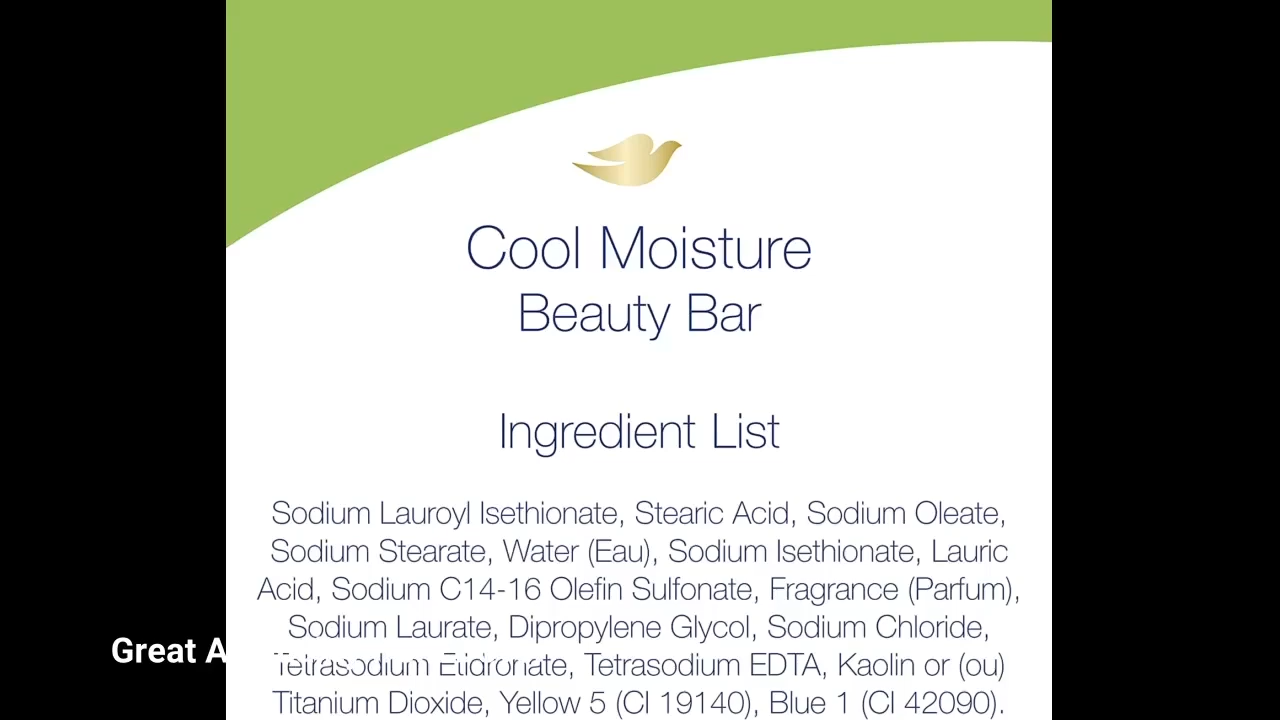 Cool Moisture
Beauty Bar
Ingredient List
Sodium Lauroyl Isethionate, Stearic Acid, Sodium Oleate,
Sodium Stearate, Water (Eau), Sodium Isethionate, Lauric
Acid, Sodium C14-16 Olefin Sulfonate, Fragrance (Parfum),
Sodium Laurate, Dipropylene Glycol, Sodium Chloride,
Great
Tetrasodium Etidronate, Tetrasodium EDTA, Kaolin or (ou)
Titanium Dioxide, Yellow 5 (CI 19140), Blue 1 (CI 42090).